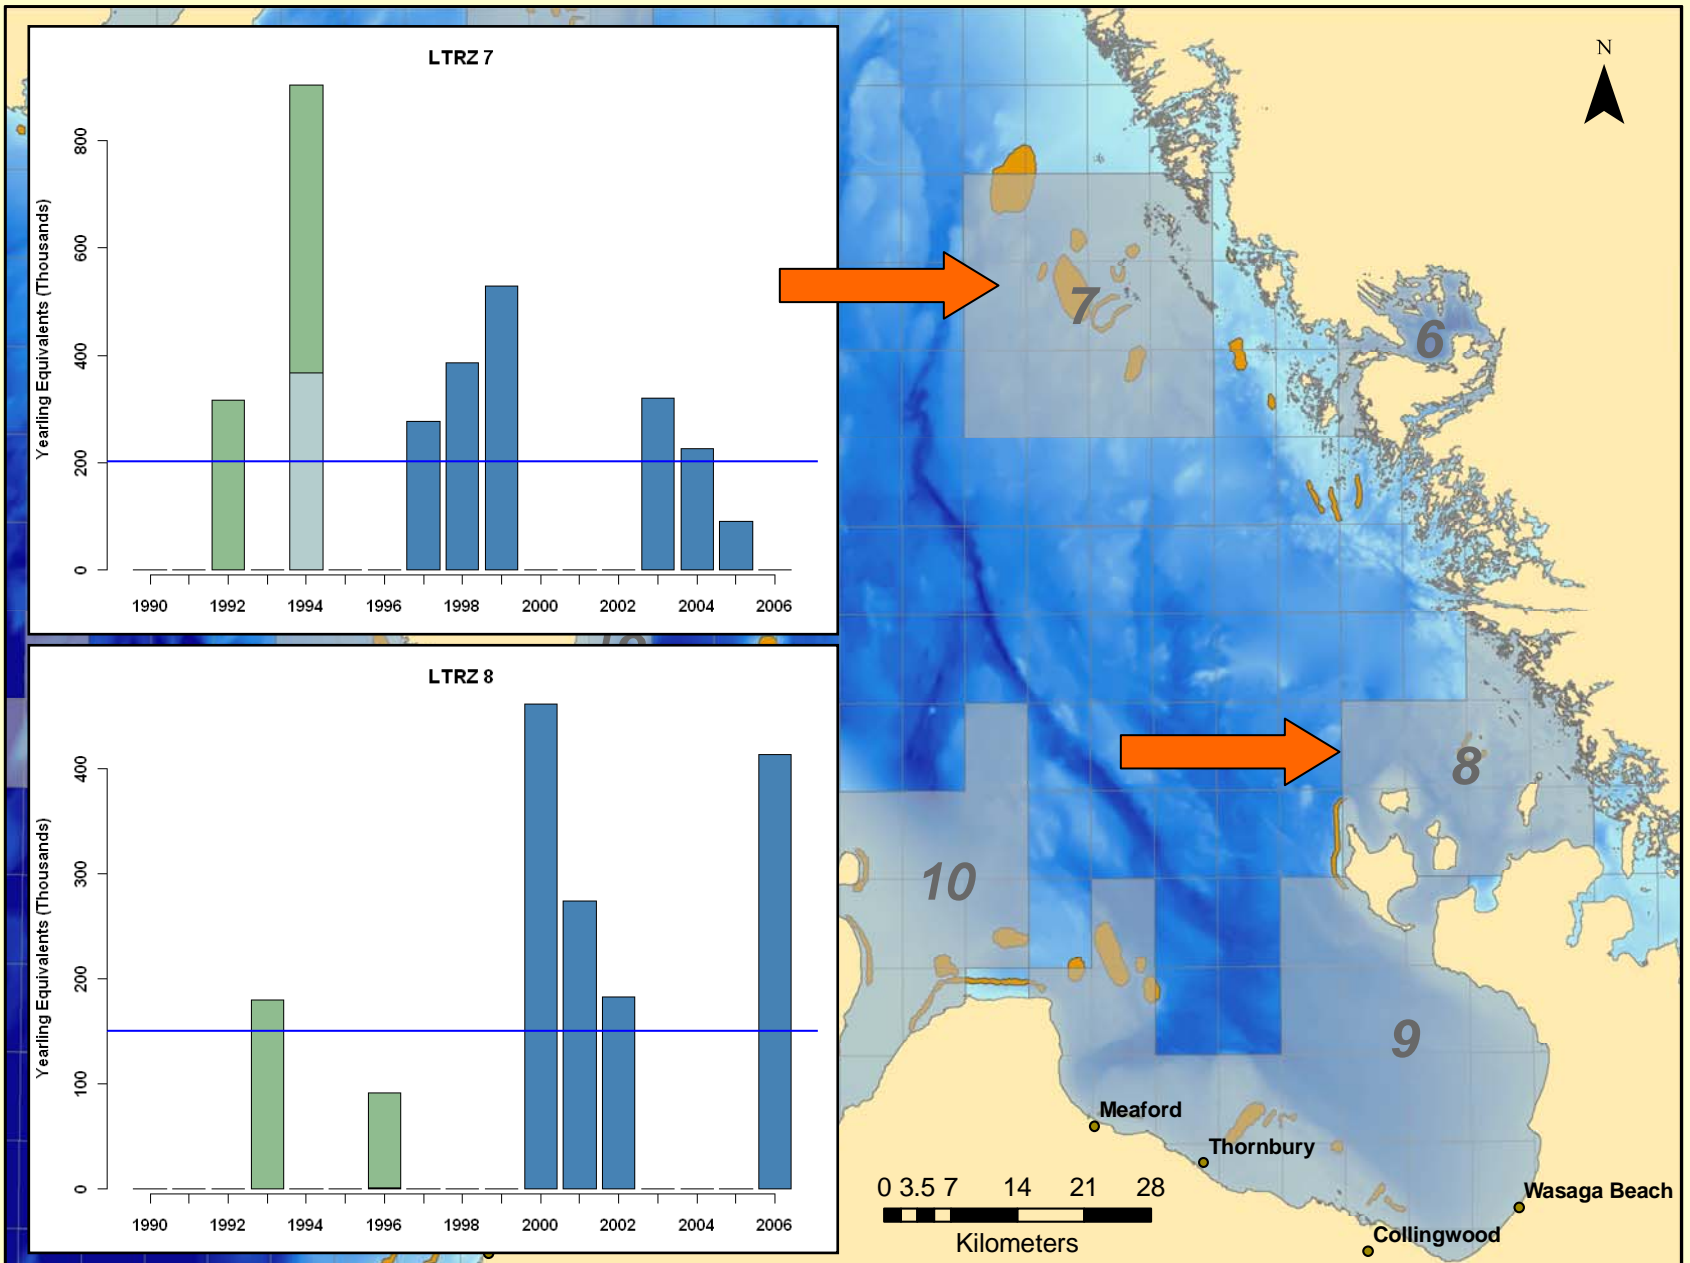 LTRZ 7
Yearling Equivalents (Thousands)
800
600
400
200
0
1990 1992 1994 1996 1998 2000 2002 2004 2006
LTRZ 8
Yearling Equivalents (Thousands)
400
300
200
100
0
1990 1992 1994 1996 1998 2000 2002 2004 2006
N
7
6
8
10
9
Meaford
Thornbury
Wasaga Beach
Collingwood
0 3.5 7 14 21 28
Kilometers